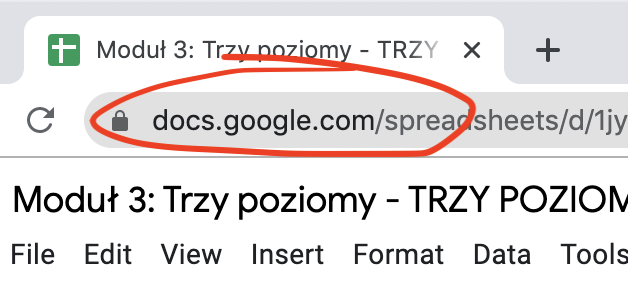 Moduł 3: Trzy poziomy - TRZY
docs.google.com/spreadsheets/d/1jy
Moduł 3: Trzy poziomy - TRZY POZIOM
File Edit View Insert Format Data Tools